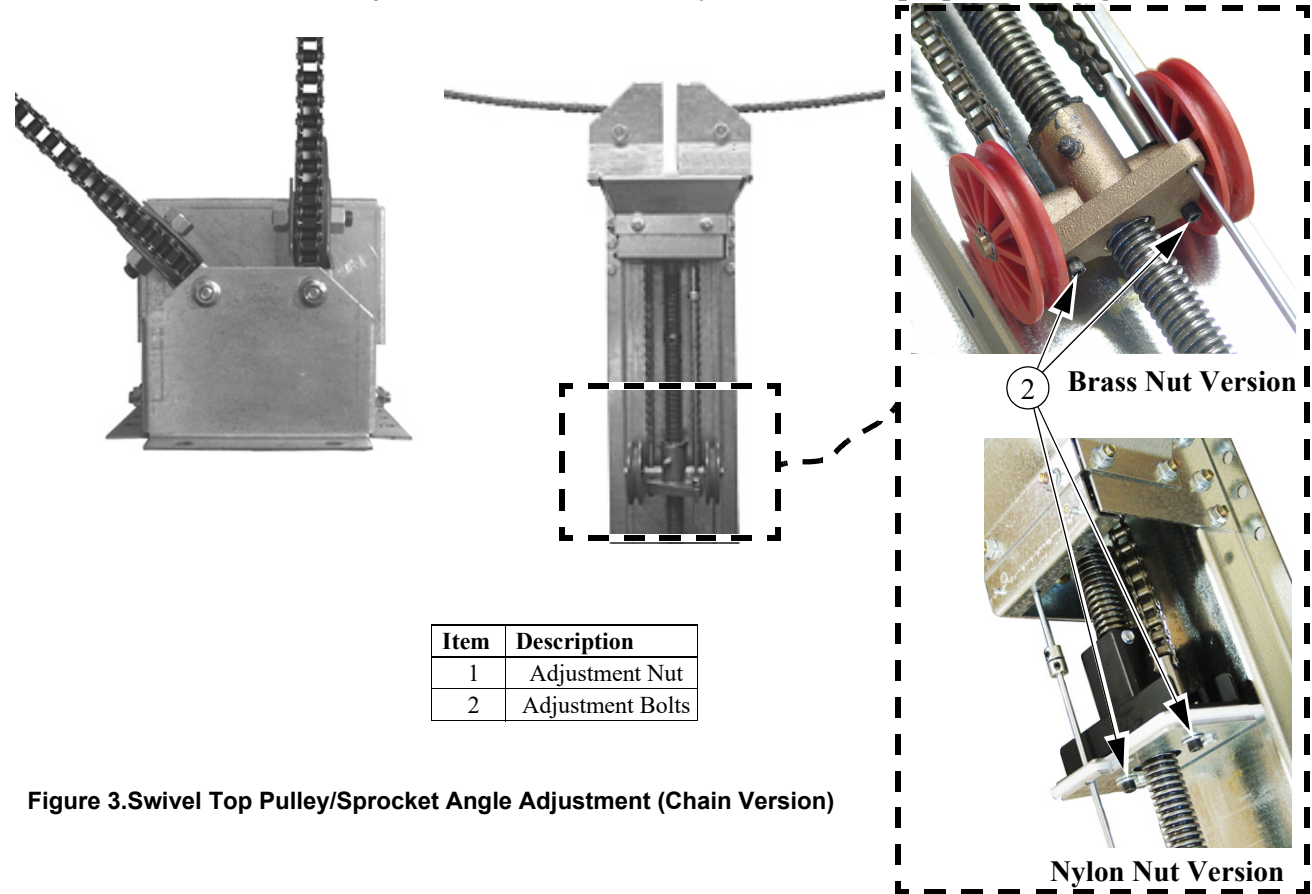 2
Brass Nut Version
Item Description
1 Adjustment Nut
2 Adjustment Bolts
Figure 3.Swivel Top Pulley/Sprocket Angle Adjustment (Chain Version)
Nylon Nut Version